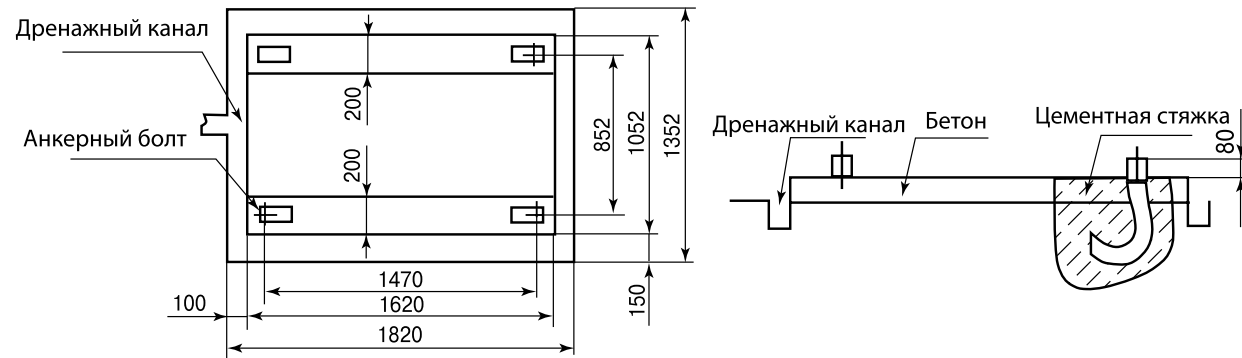 Дренажный канал
Анкерный болт
200
200
852
1052
1352
1470
1620
1820
100
150
Дренажный канал
Бетон
Цементная стяжка
80